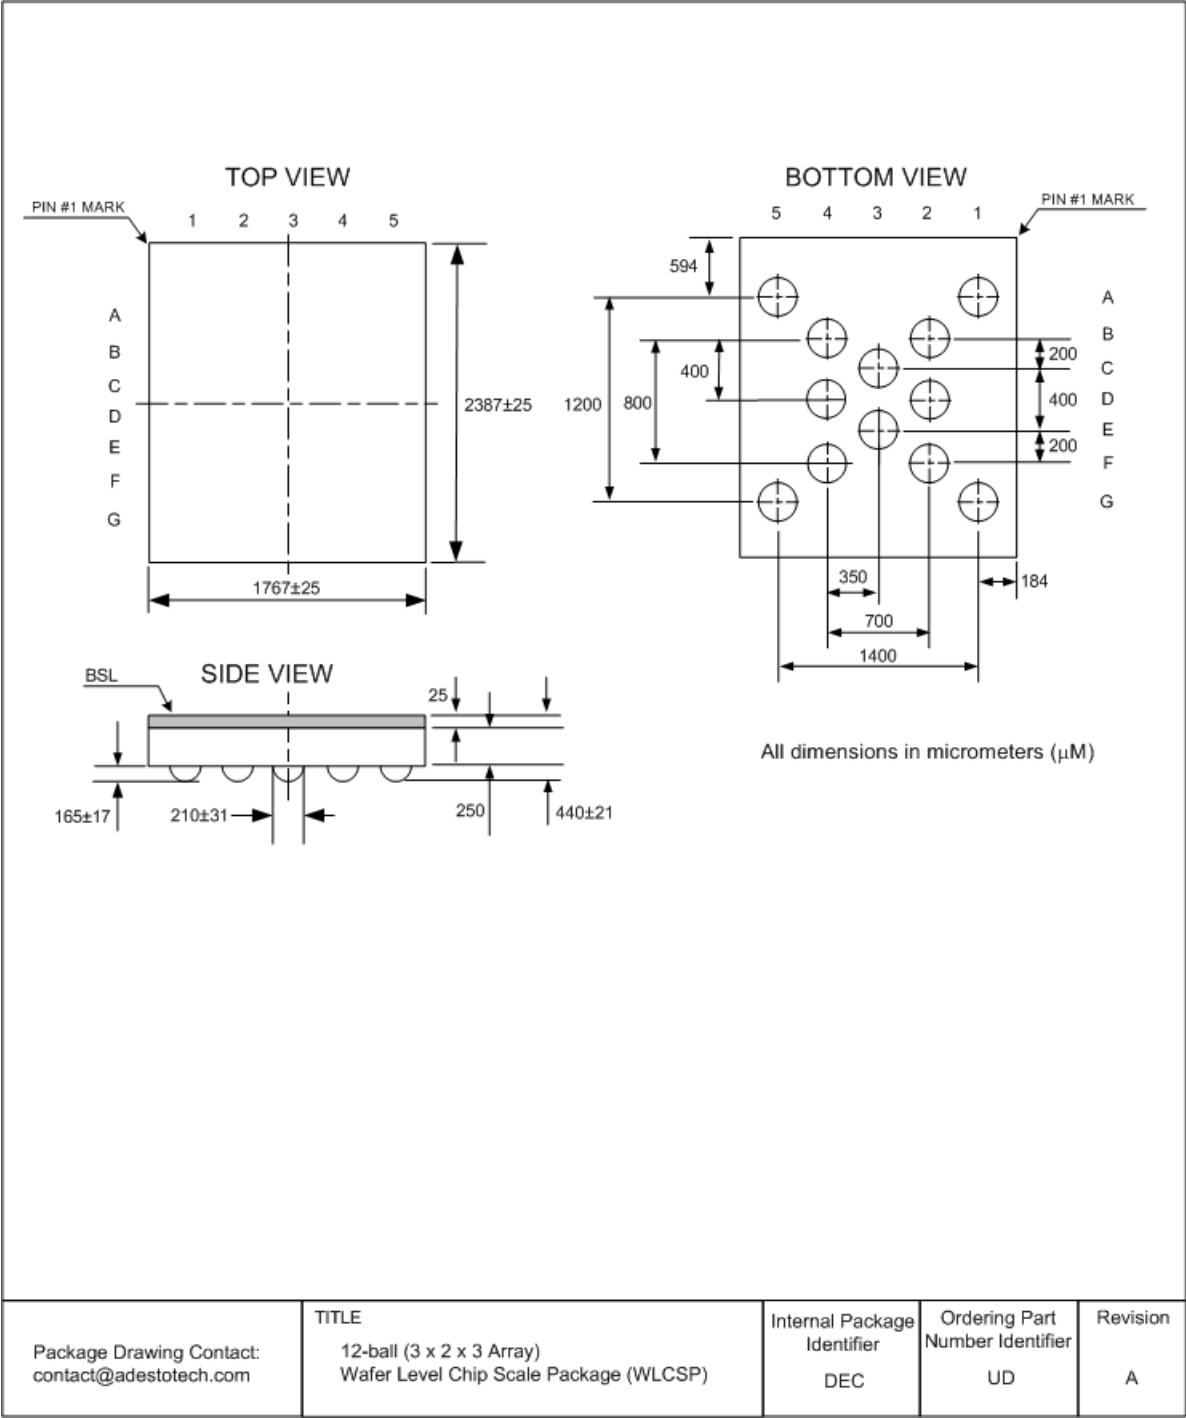 TOP VIEW
PIN #1 MARK
1 2 3 4 5
A
B
C
D
E
F
G
2387±25
1767±25
BOTTOM VIEW
PIN #1 MARK
5 4 3 2 1
594
A
B
200
C
400
1200
800
400
D
E
200
F
G
350
184
700
1400
SIDE VIEW
BSL
25
165±17
210±31
250
440±21
All dimensions in micrometers (μM)
Package Drawing Contact:
contact@adestotech.com
TITLE
12-ball (3 x 2 x 3 Array)
Wafer Level Chip Scale Package (WLCSP)
Internal Package
Identifier
DEC
Ordering Part
Number Identifier
UD
Revision
A